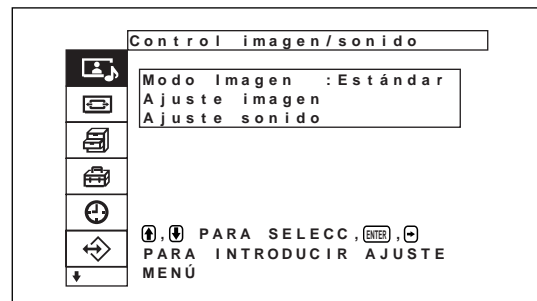 Control imagen/sonido
Modo Imagen :Estándar
Ajuste imagen
Ajuste sonido
, PARA SELECC, ENTER ,
PARA INTRODUCIR AJUSTE
MENÚ